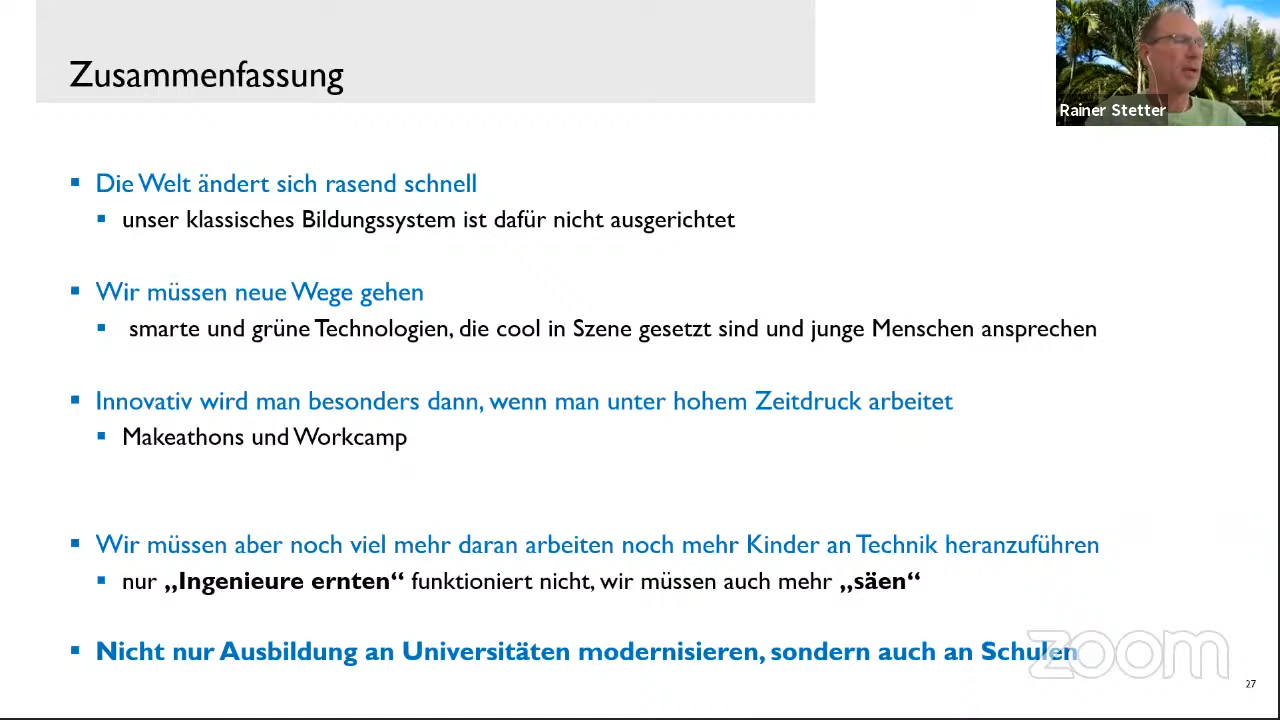 Zusammenfassung
Rainer Stetter
Die Welt ändert sich rasend schnell
unser klassisches Bildungssystem ist dafür nicht ausgerichtet
Wir müssen neue Wege gehen
smarte und grüne Technologien, die cool in Szene gesetzt sind und junge Menschen ansprechen
Innovativ wird man besonders dann, wenn man unter hohem Zeitdruck arbeitet
Makeathons und Workcamp
Wir müssen aber noch viel mehr daran arbeiten noch mehr Kinder an Technik heranzuführen
nur „Ingenieure ernten“ funktioniert nicht, wir müssen auch mehr „säen“
Nicht nur Ausbildung an Universitäten modernisieren, sondern auch an Schulen
zoom
27